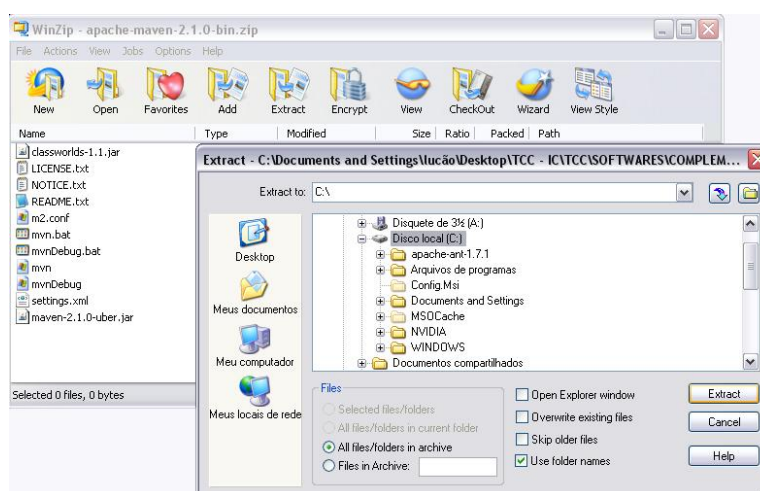 WinZip - apache-maven-2.1.0-bin.zip
File Actions View Jobs Options Help
New Open Favorites Add Extract Encrypt View CheckOut Wizard View Style
Name Type Modified Size Ratio Packed Path
classworlds-1.1.jar
LICENSE.txt
NOTICE.txt
README.txt
m2.conf
mvn.bat
mvnDebug.bat
mvn
mvnDebug
settings.xml
maven-2.1.0-uber.jar
Selected 0 files, 0 bytes
Extract - C:\Documents and Settings\lucão\Desktop\TCC - IC\TCC\SOFTWARES\COMPLEM...
Extract to: C:\
Desktop
Meus documentos
Meu computador
Meus locais de rede
Disquete de 3½ (A:)
Disco local (C:)
apache-ant-1.7.1
Arquivos de programas
Config.Msi
Documents and Settings
MSOCache
NVIDIA
WINDOWS
Documentos compartilhados
Files
Selected files/folders
All files/folders in current folder
All files/folders in archive
Files in Archive:
Open Explorer window
Overwrite existing files
Skip older files
Use folder names
Extract
Cancel
Help